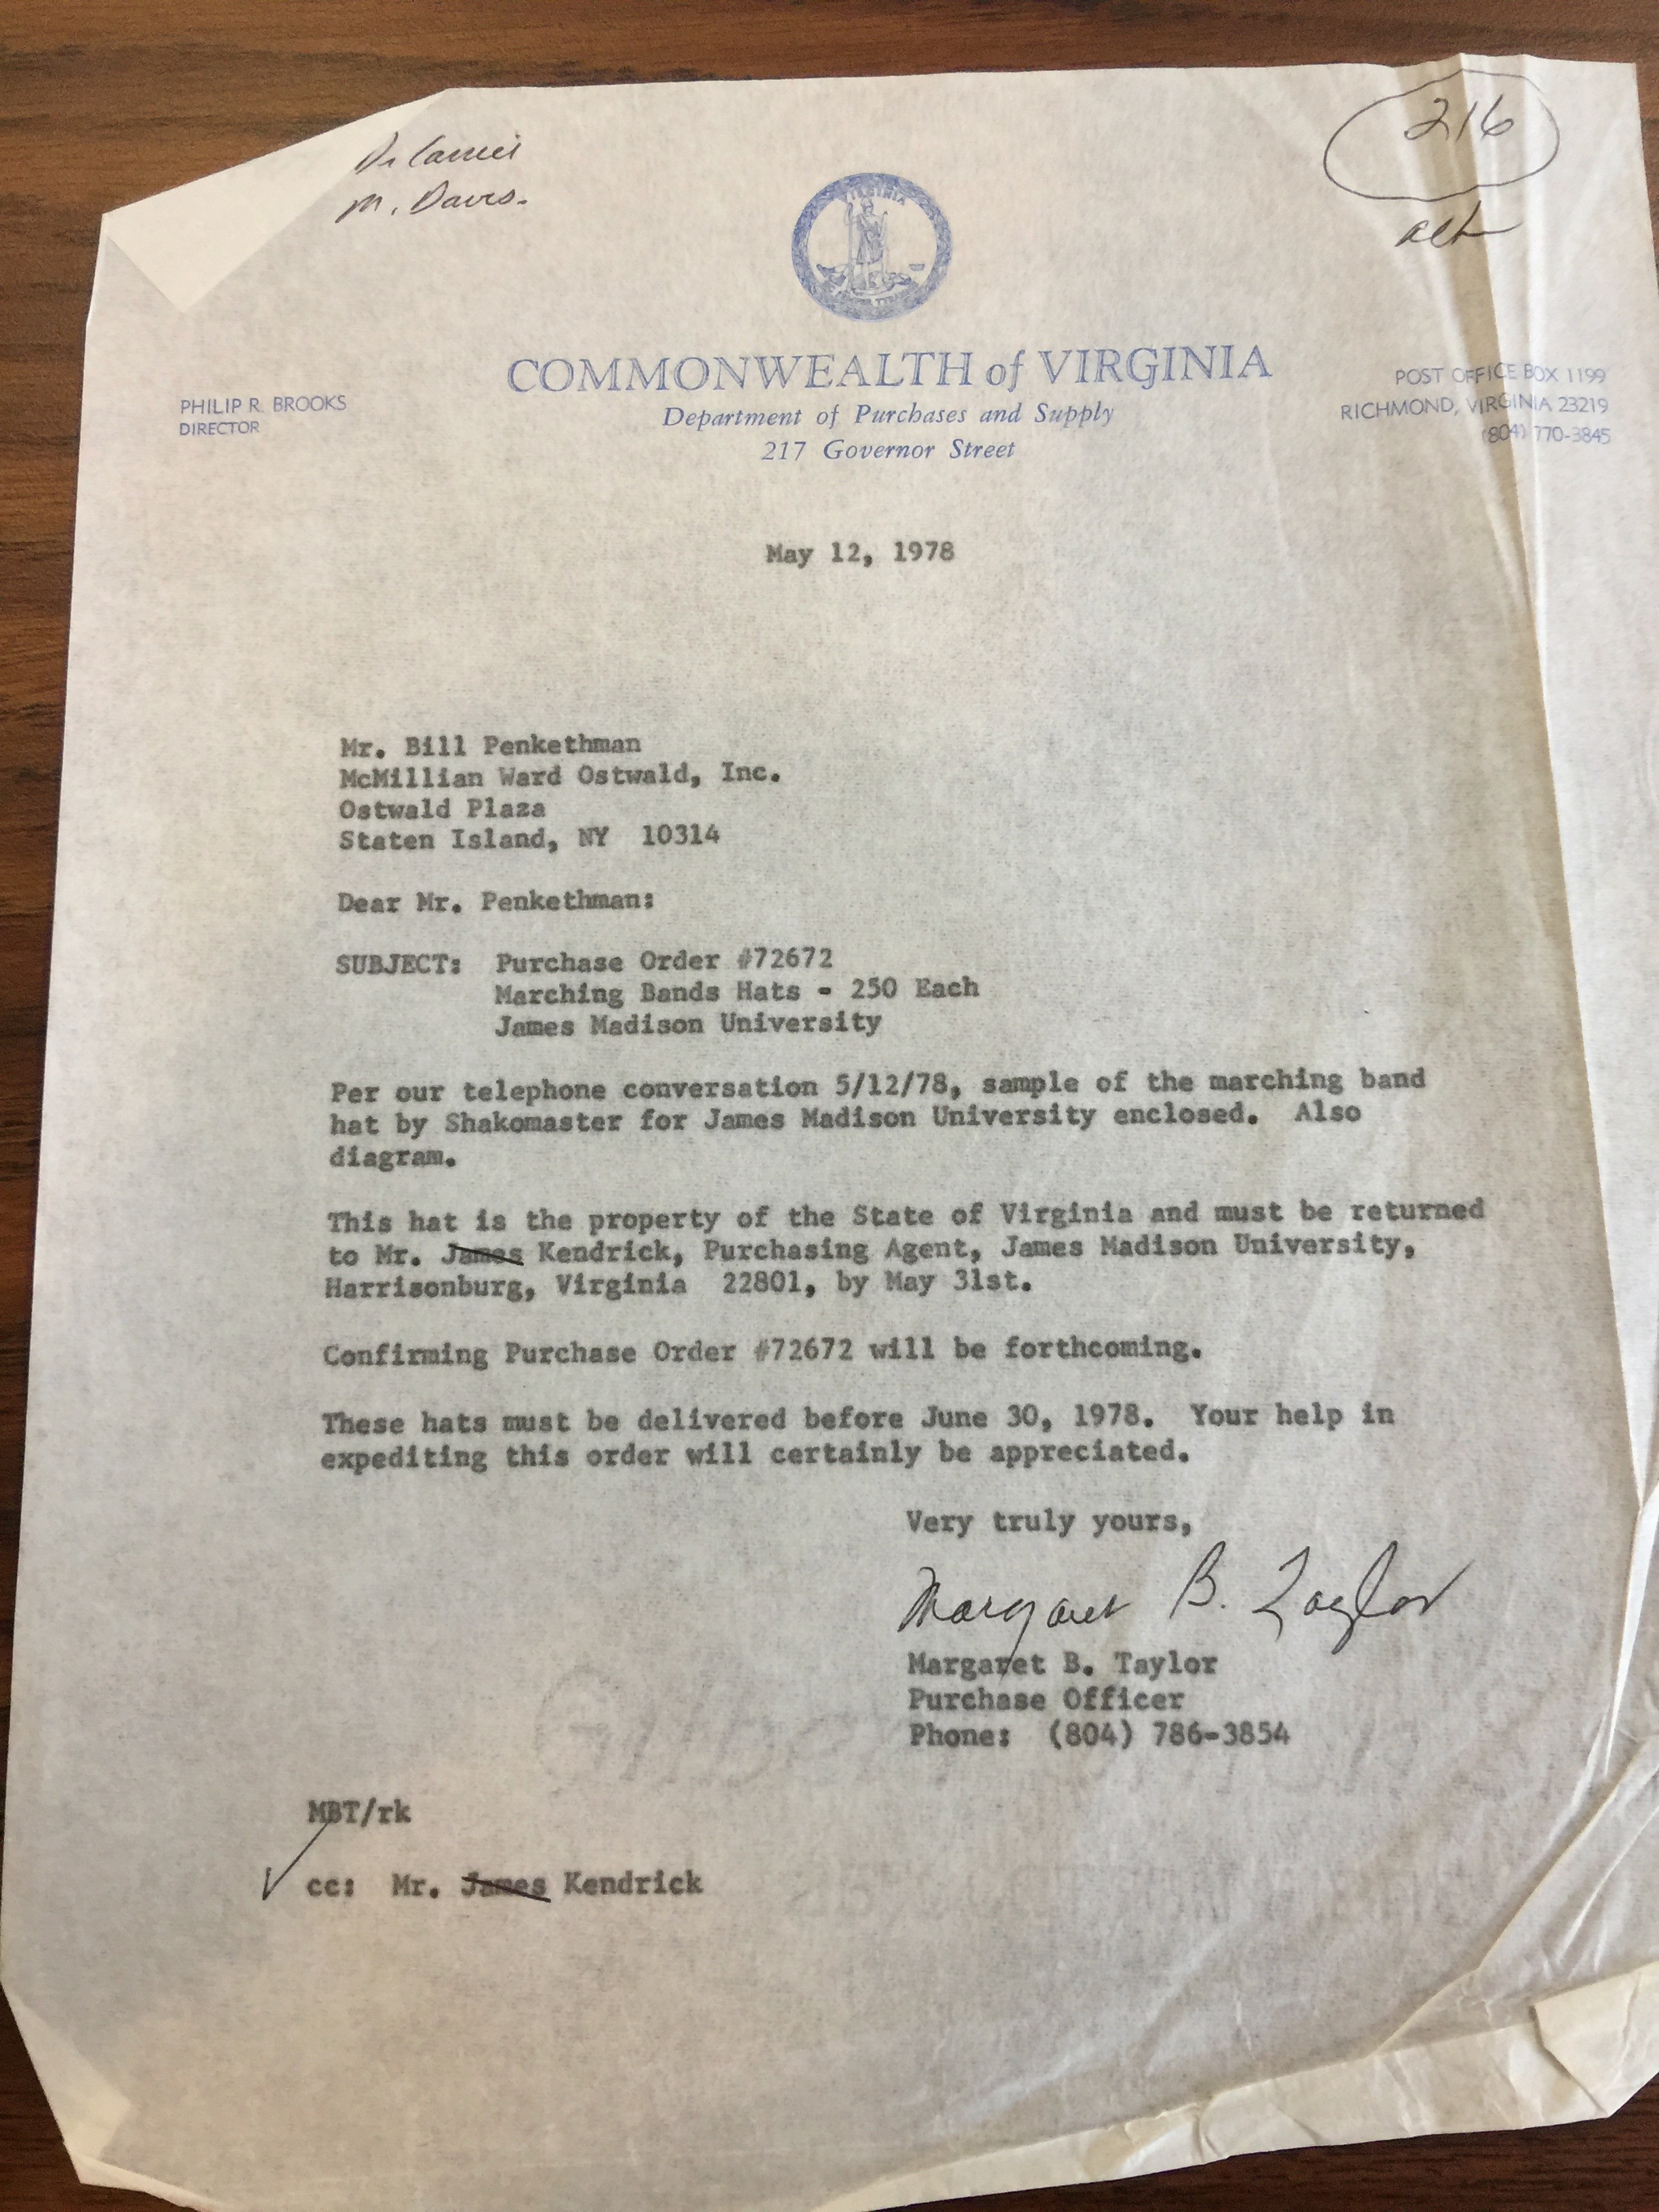 M. Davis.
216
VIRGINIA
COMMONWEALTH of VIRGINIA
Department of Purchases and Supply
217 Governor Street
PHILIP R. BROOKS
DIRECTOR
POST OFFICE BOX 1199
RICHMOND, VIRGINIA 23219
(804) 770-3845
May 12, 1978
Mr. Bill Penkethman
McMillian Ward Ostwald, Inc.
Ostwald Plaza
Staten Island, NY 10314
Dear Mr. Penkethman:
SUBJECT: Purchase Order #72672
Marching Bands Hats - 250 Each
James Madison University
Per our telephone conversation 5/12/78, sample of the marching band
hat by Shakomaster for James Madison University enclosed. Also
diagram.
This hat is the property of the State of Virginia and must be returned
to Mr. James Kendrick, Purchasing Agent, James Madison University,
Harrisonburg, Virginia 22801, by May 31st.
Confirming Purchase Order #72672 will be forthcoming.
These hats must be delivered before June 30, 1978. Your help in
expediting this order will certainly be appreciated.
Very truly yours,
Margaret B. Taylor
Margaret B. Taylor
Purchase Officer
Phone: (804) 786-3854
MBT/rk
cc: Mr. James Kendrick